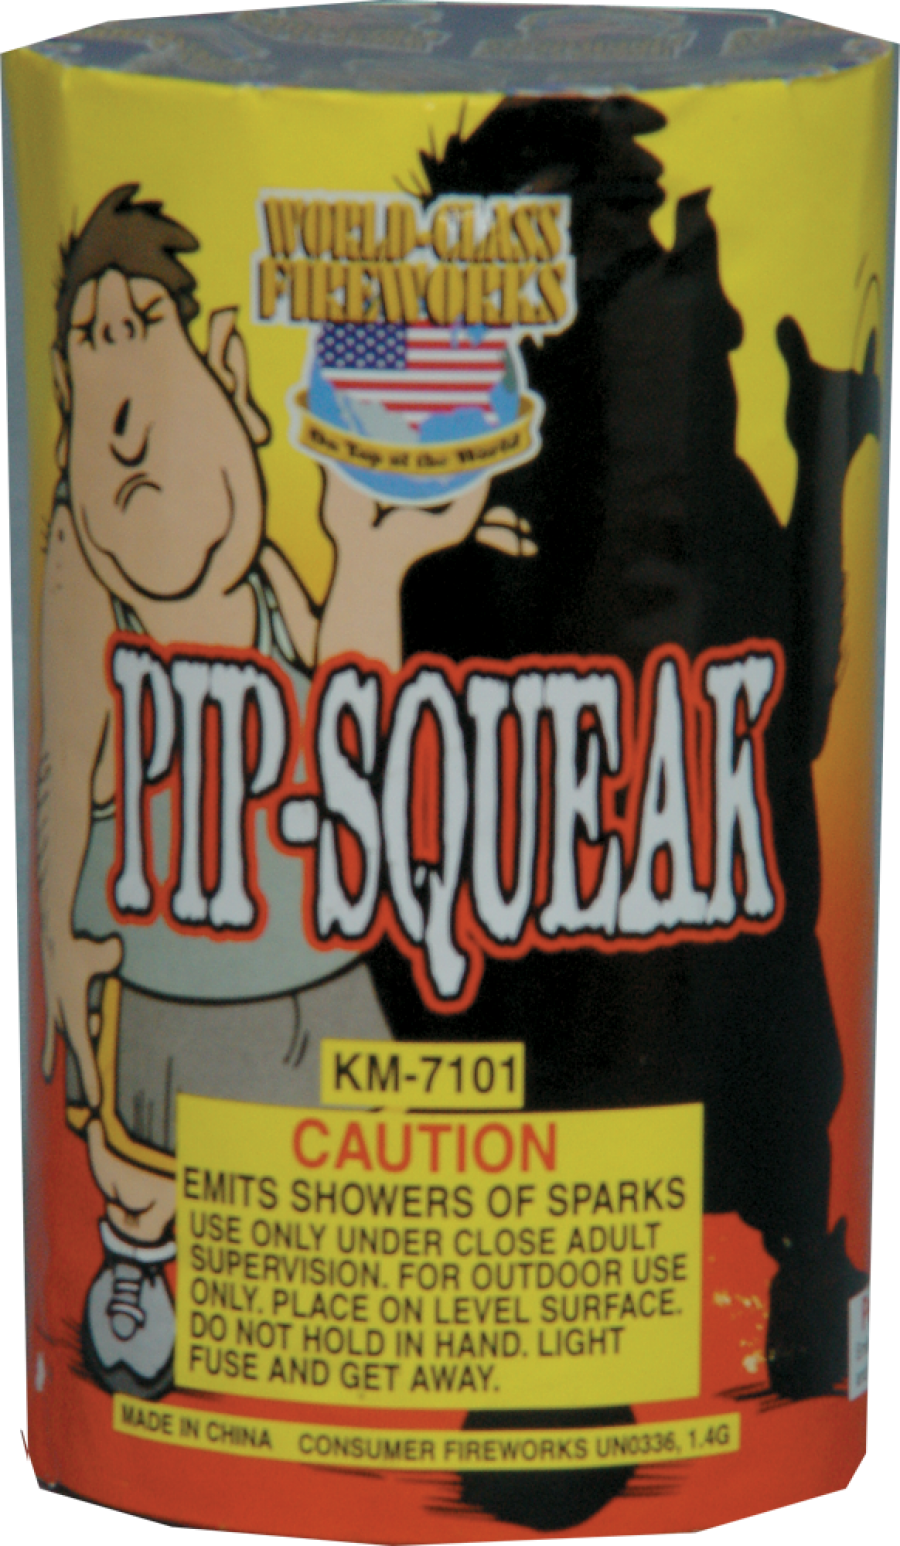 WORLD-CLASS
FIREWORKS
On Top of the World
PIP-SQUEAK
KM-7101
CAUTION
EMITS SHOWERS OF SPARKS
USE ONLY UNDER CLOSE ADULT
SUPERVISION. FOR OUTDOOR USE
ONLY. PLACE ON LEVEL SURFACE.
DO NOT HOLD IN HAND. LIGHT
FUSE AND GET AWAY.
MADE IN CHINA CONSUMER FIREWORKS UN0336, 1.4G